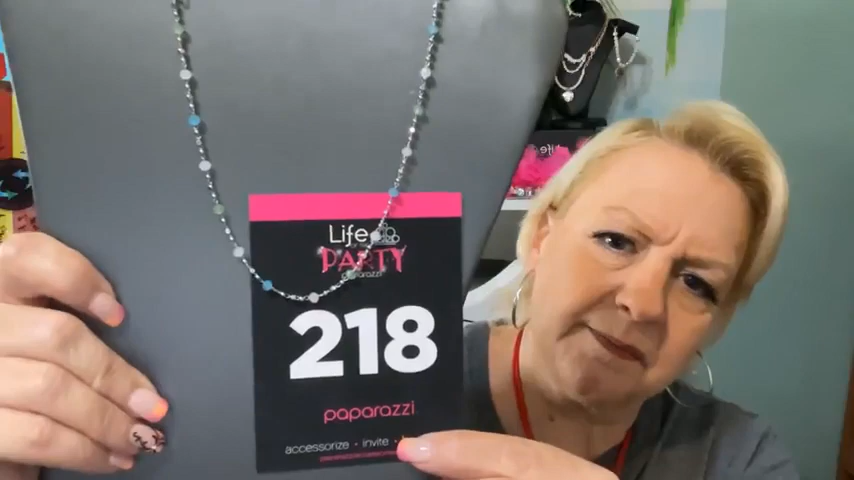 Life
PARTY
paparazzi
218
paparazzi
accessorize • invite •